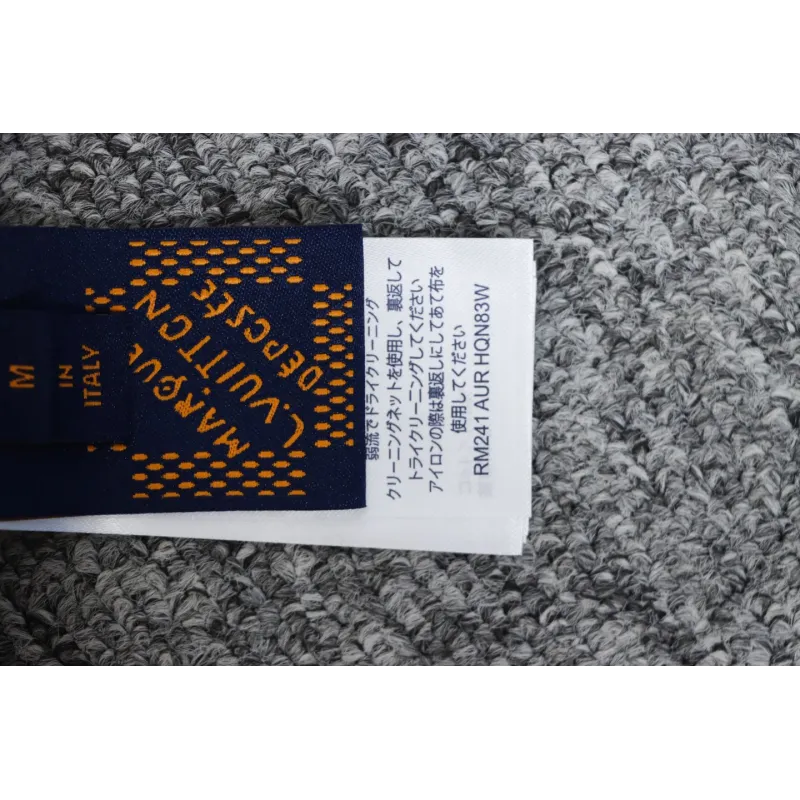 M
IN
ITALY
MARQUE
L.VUITTON
DÉPOSÉE
弱流でドライクリーニング
クリーニングネットを使用し、裏返して
トライクリーニングしてください
アイロンの際は裏返しにしてあて布を
使用してください
RM241 AUR HQN83W